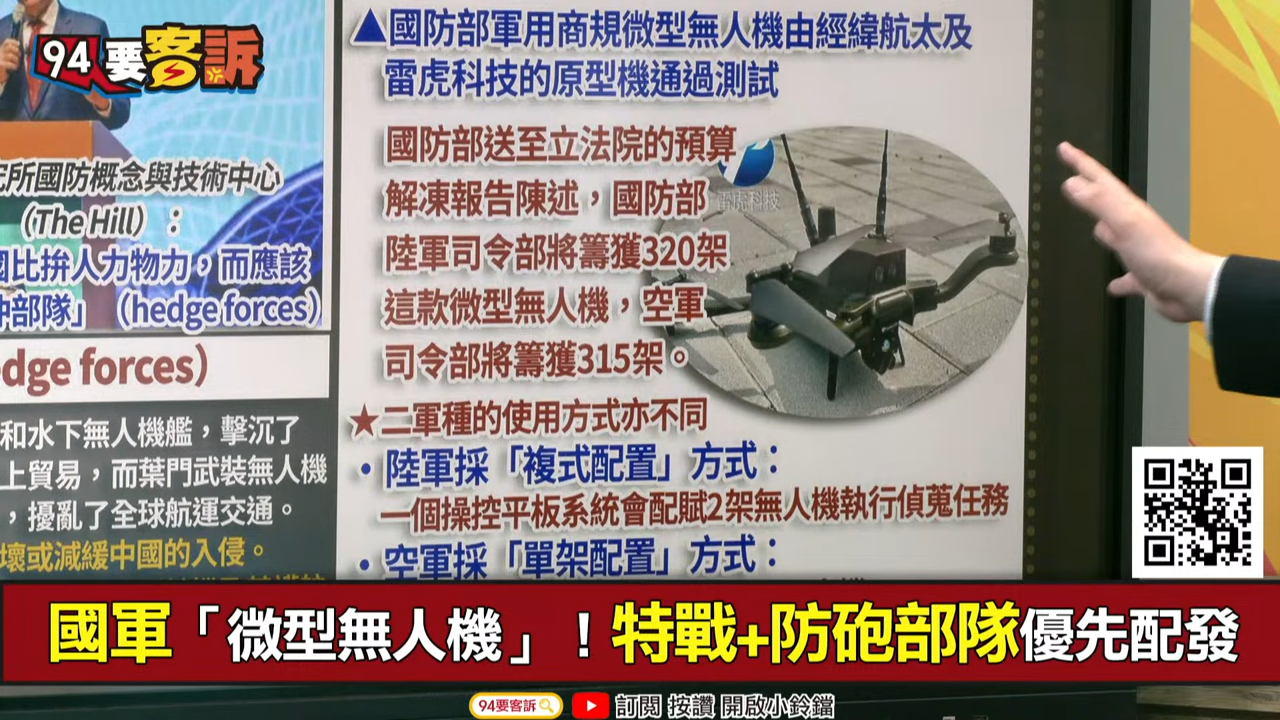 94要客訴
▲國防部軍用商規微型無人機由經緯航太及
雷虎科技的原型機通過測試
國防部送至立法院的預算
解凍報告陳述，國防部
陸軍司令部將籌獲320架
這款微型無人機，空軍
司令部將籌獲315架。
雷虎科技
★二軍種的使用方式亦不同
・陸軍採「複式配置」方式：
一個操控平板系統會配賦2架無人機執行偵蒐任務
・空軍採「單架配置」方式：
所國防概念與技術中心
（The Hill）：
國比拚人力物力，而應該
部隊」（hedge forces）
dge forces）
和水下無人機艦，擊沉了
上貿易，而葉門武裝無人機
，擾亂了全球航運交通。
壞或減緩中國的入侵。
國軍「微型無人機」！特戰+防砲部隊優先配發
94要客訴
訂閱 按讚 開啟小鈴鐺